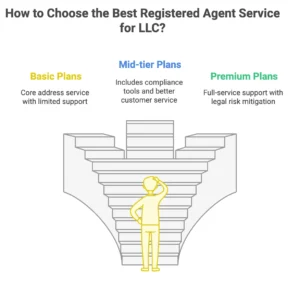 How to Choose the Best Registered Agent Service
for LLC?
Basic Plans
Core address service
with limited support
Mid-tier Plans
Includes compliance
tools and better
customer service
Premium Plans
Full-service support with
legal risk mitigation